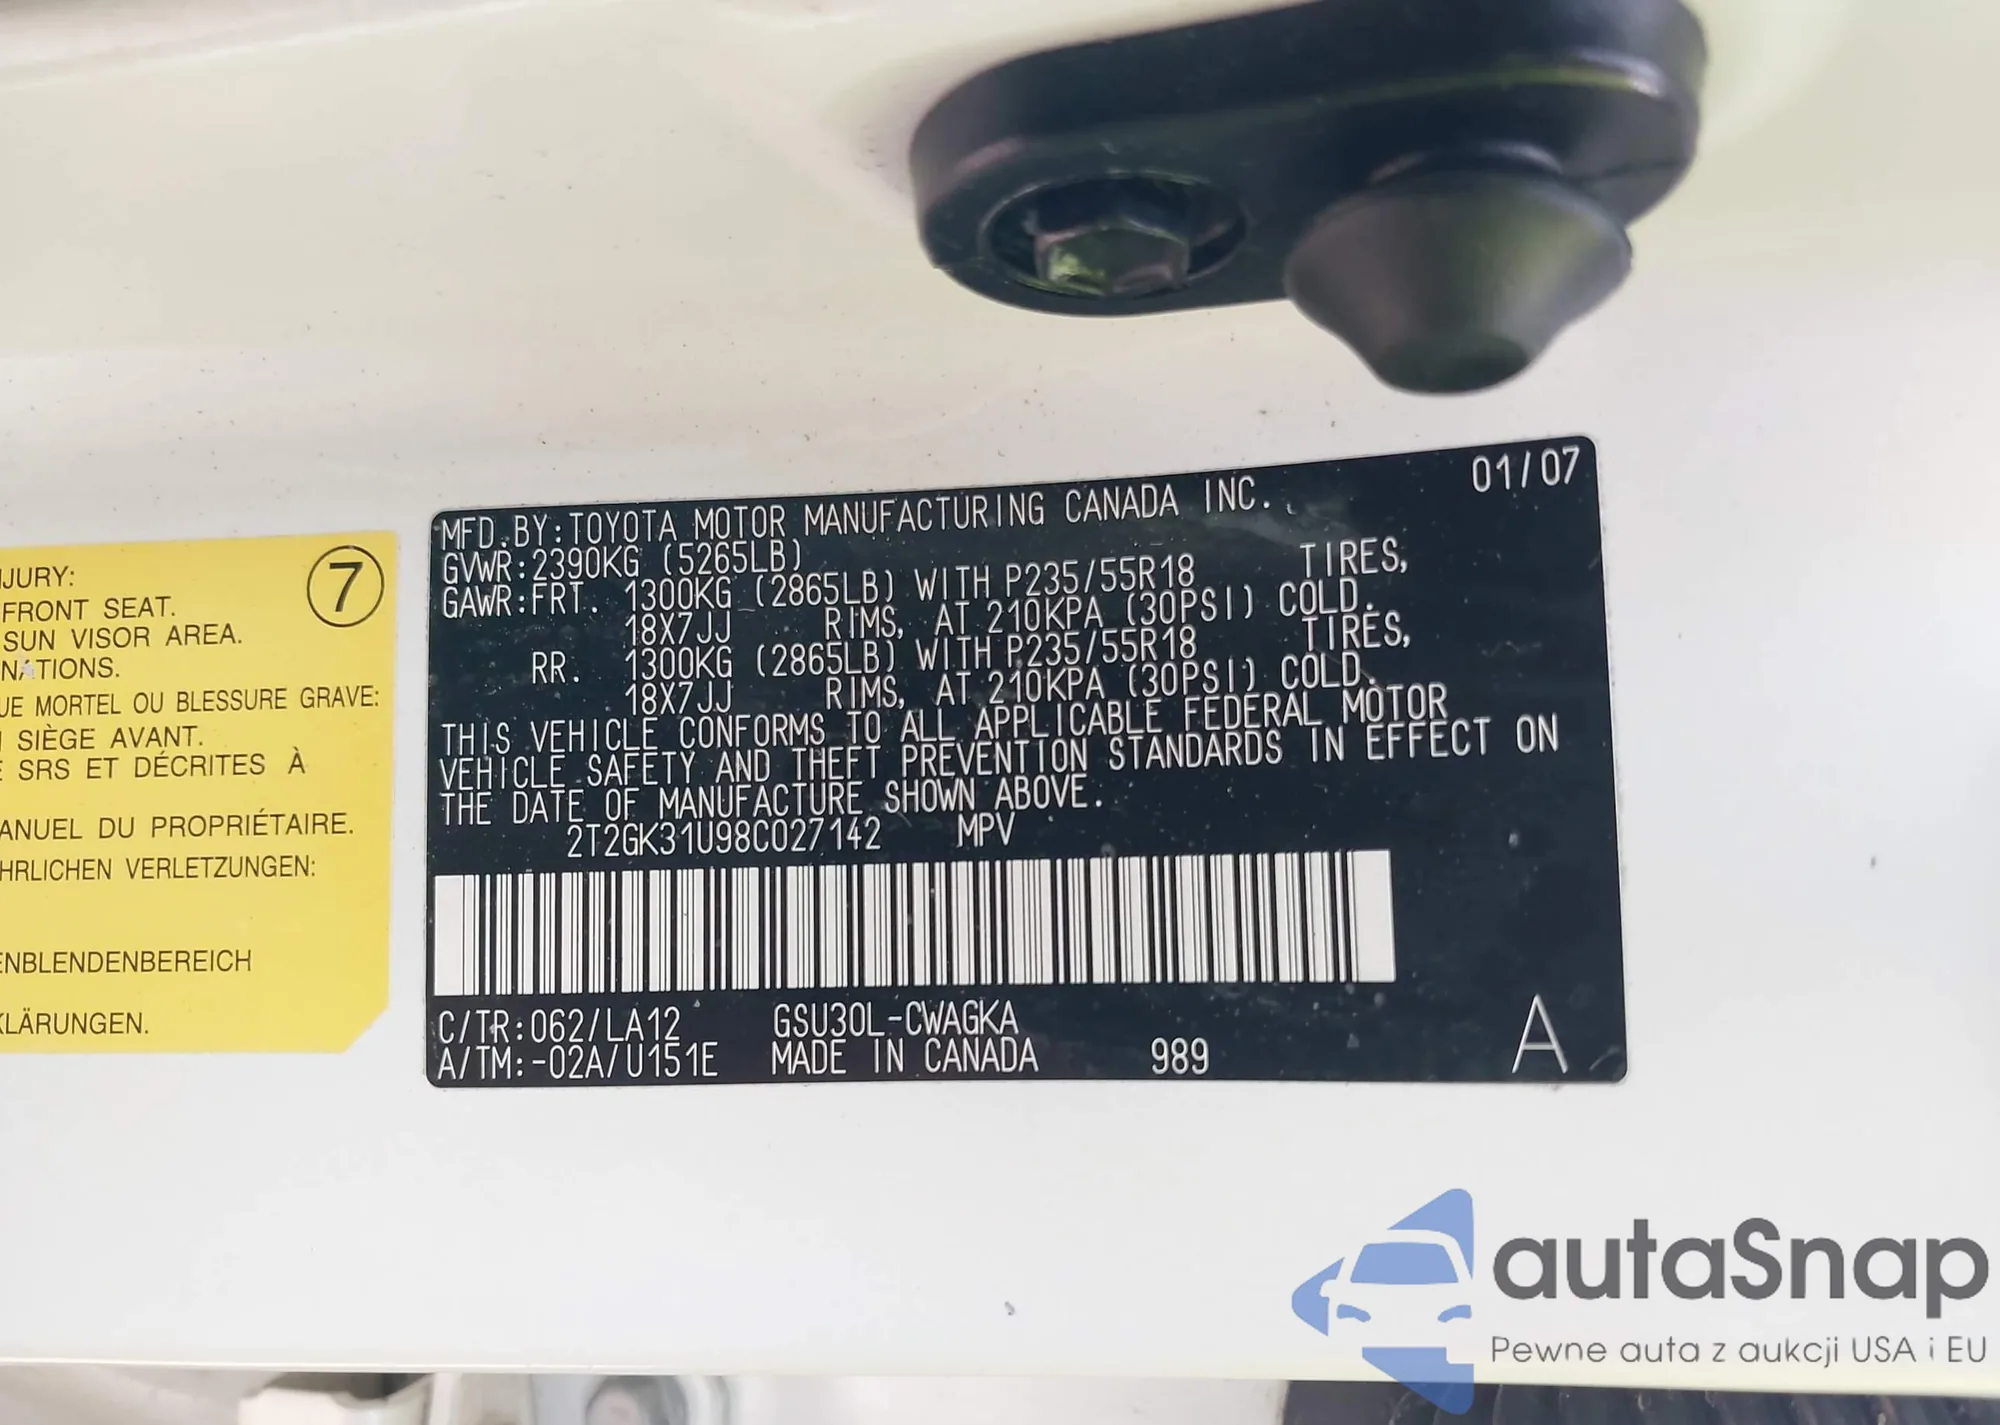 NJURY:
FRONT SEAT.
SUN VISOR AREA.
NATIONS.
UE MORTEL OU BLESSURE GRAVE:
SIÈGE AVANT.
SRS ET DÉCRITES À
ANUEL DU PROPRIÉTAIRE.
HRLICHEN VERLETZUNGEN:
ENBLENDENBEREICH
KLÄRUNGEN.
7
01/07
MFD.BY:TOYOTA MOTOR MANUFACTURING CANADA INC.
GVWR:2390KG (5265LB)
GAWR:FRT. 1300KG (2865LB) WITH P235/55R18 TIRES,
18X7JJ RIMS, AT 210KPA (30PSI) COLD.
RR. 1300KG (2865LB) WITH P235/55R18 TIRES,
18X7JJ RIMS, AT 210KPA (30PSI) COLD.
THIS VEHICLE CONFORMS TO ALL APPLICABLE FEDERAL MOTOR
VEHICLE SAFETY AND THEFT PREVENTION STANDARDS IN EFFECT ON
THE DATE OF MANUFACTURE SHOWN ABOVE.
2T2GK31U98C027142 MPV
C/TR:062/LA12 GSU30L-CWAGKA
A/TM:-02A/U151E MADE IN CANADA 989 A
autaSnap
Pewne auta z aukcji USA i EU